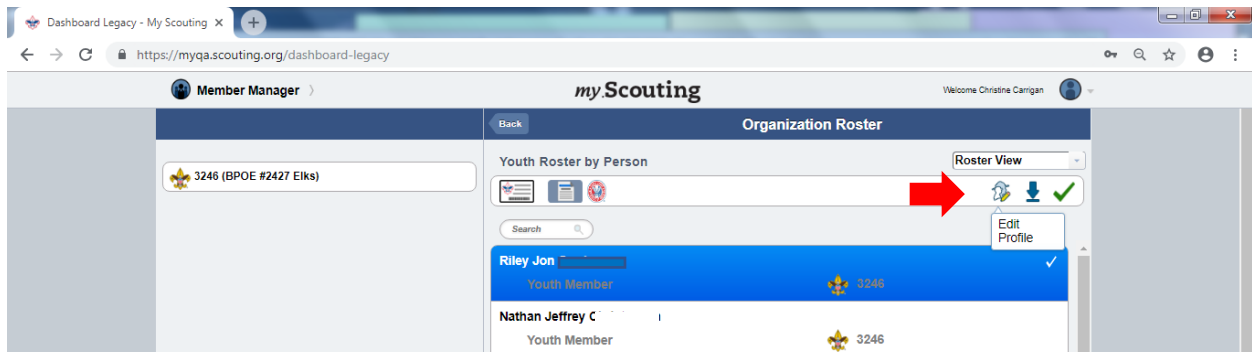 Dashboard Legacy - My Scouting
https://myqa.scouting.org/dashboard-legacy
Member Manager
my.Scouting
Welcome Christine Carrigan
Back
Organization Roster
3246 (BPOE #2427 Elks)
Youth Roster by Person
Roster View
Edit
Profile
Search
Riley Jon
Youth Member 3246
Nathan Jeffrey
Youth Member 3246